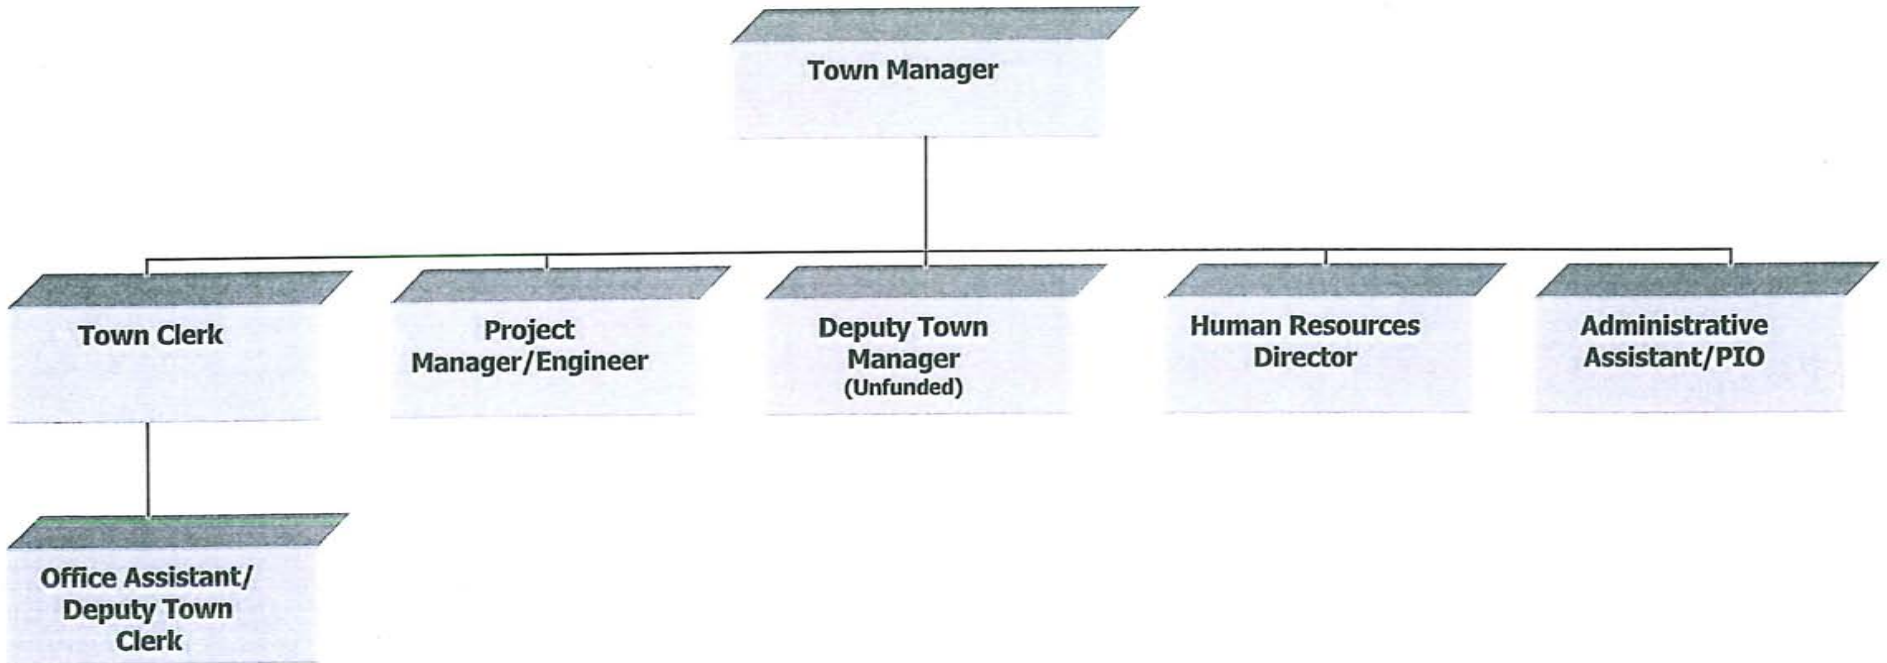 Town Manager
Town Clerk
Project
Manager/Engineer
Deputy Town
Manager
(Unfunded)
Human Resources
Director
Administrative
Assistant/PIO
Office Assistant/
Deputy Town
Clerk